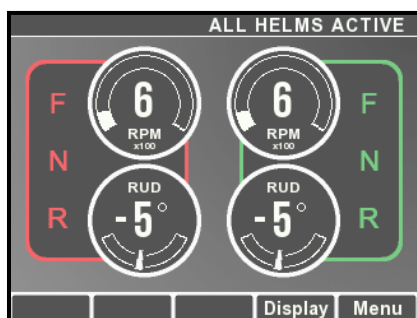 ALL HELMS ACTIVE
F
N
R
6
RPM
x100
RUD
-5°
6
RPM
x100
RUD
-5°
F
N
R
Display
Menu